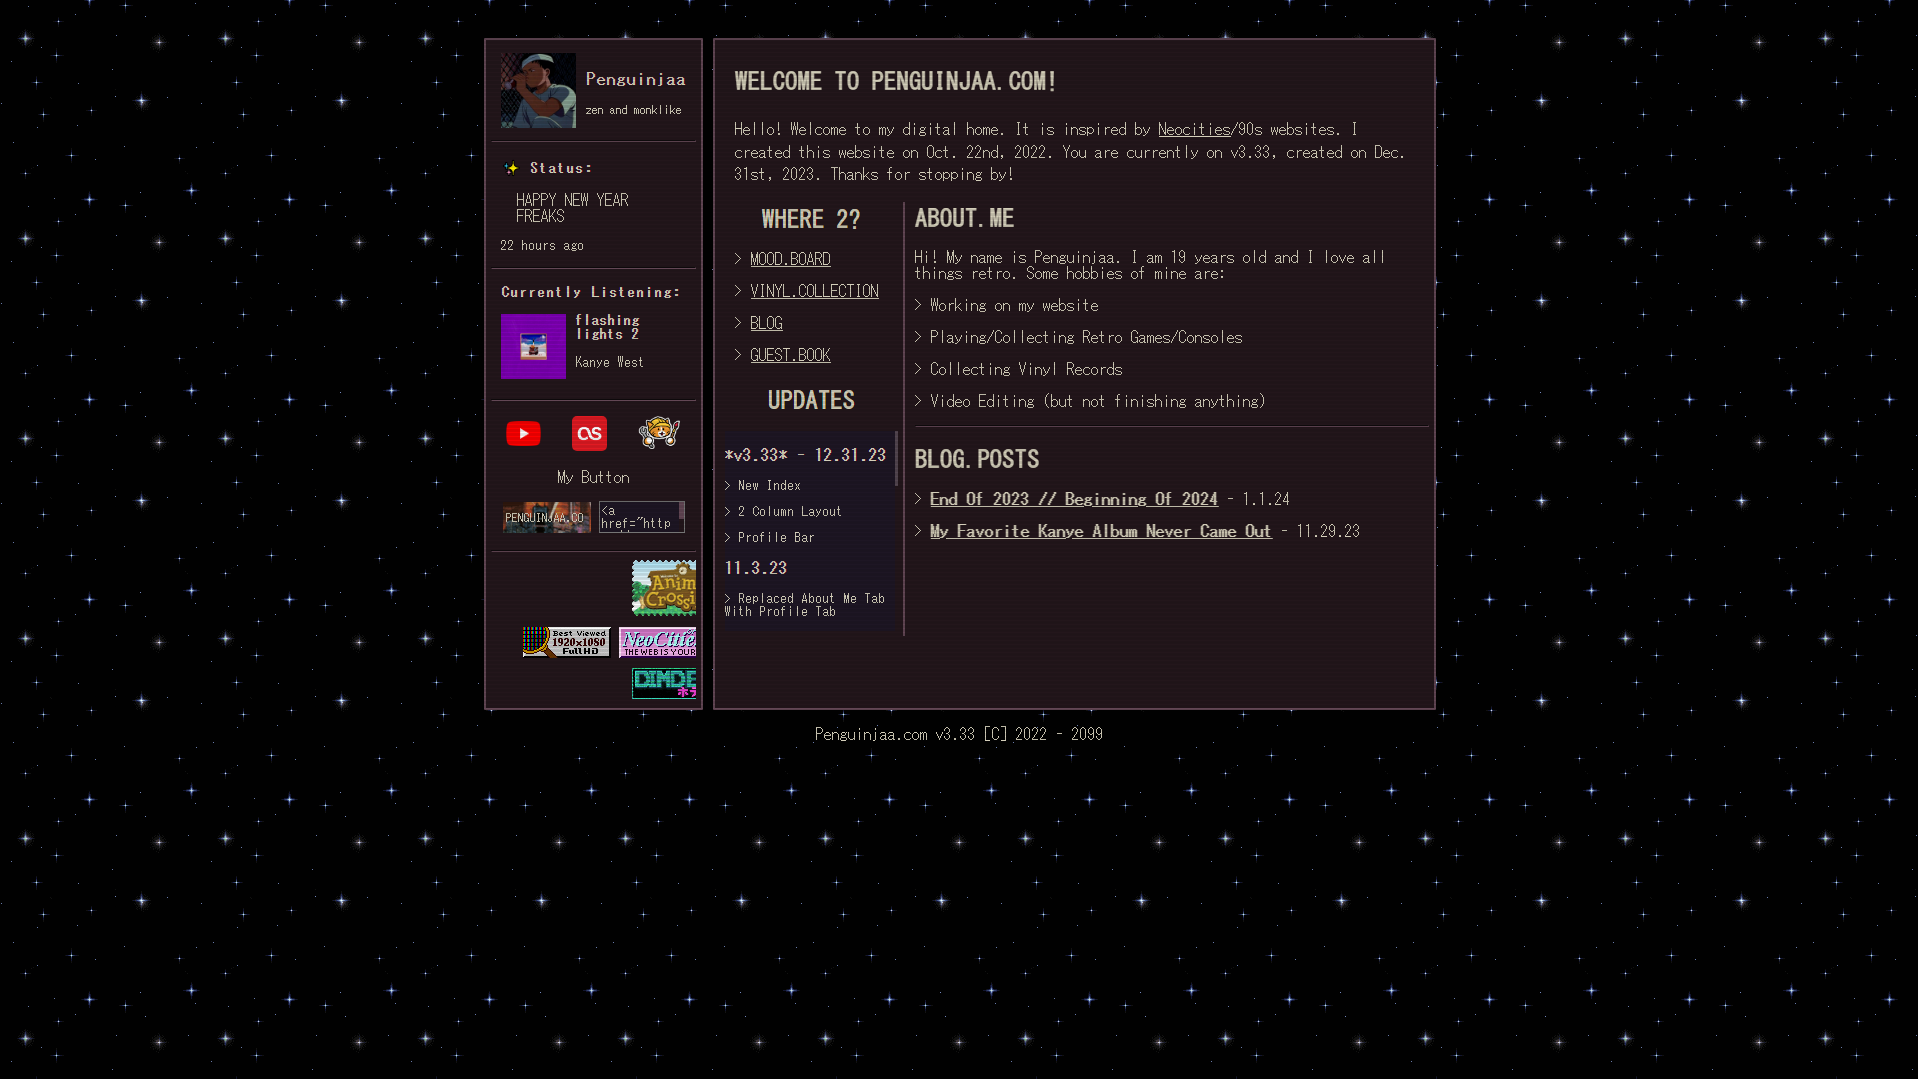 Penguinjaa
zen and monklike
✨ Status:
HAPPY NEW YEAR
FREAKS
22 hours ago
Currently Listening:
flashing
lights 2
Kanye West
My Button
PENGUINJAA.CO
<a
href="http
Anim
Crossi
Best Viewed
1920x1080
Full HD
NeoCitie
THE WEB IS YOUR
DIMDE
WELCOME TO PENGUINJAA.COM!
Hello! Welcome to my digital home. It is inspired by Neocities/90s websites. I
created this website on Oct. 22nd, 2022. You are currently on v3.33, created on Dec.
31st, 2023. Thanks for stopping by!
WHERE 2?
> MOOD.BOARD
> VINYL.COLLECTION
> BLOG
> GUEST.BOOK
UPDATES
*v3.33* - 12.31.23
> New Index
> 2 Column Layout
> Profile Bar
11.3.23
> Replaced About Me Tab
With Profile Tab
ABOUT.ME
Hi! My name is Penguinjaa. I am 19 years old and I love all
things retro. Some hobbies of mine are:
> Working on my website
> Playing/Collecting Retro Games/Consoles
> Collecting Vinyl Records
> Video Editing (but not finishing anything)
BLOG.POSTS
> End Of 2023 // Beginning Of 2024 - 1.1.24
> My Favorite Kanye Album Never Came Out - 11.29.23
Penguinjaa.com v3.33 [C] 2022 - 2099